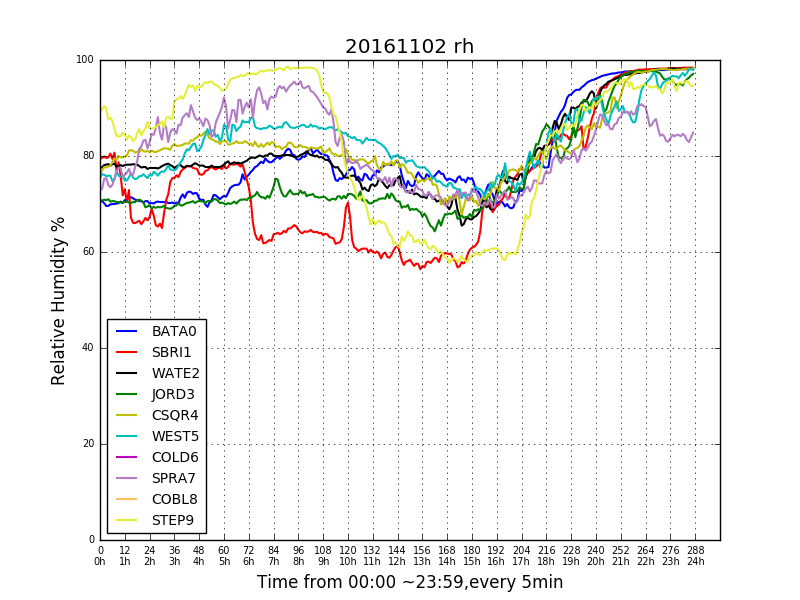 20161102 rh
100
80
60
40
20
0
Relative Humidity %
BATA0
SBRI1
WATE2
JORD3
CSQR4
WEST5
COLD6
SPRA7
COBL8
STEP9
0 12 24 36 48 60 72 84 96 108 120 132 144 156 168 180 192 204 216 228 240 252 264 276 288
0h 1h 2h 3h 4h 5h 6h 7h 8h 9h 10h 11h 12h 13h 14h 15h 16h 17h 18h 19h 20h 21h 22h 23h 24h
Time from 00:00 ~23:59,every 5min